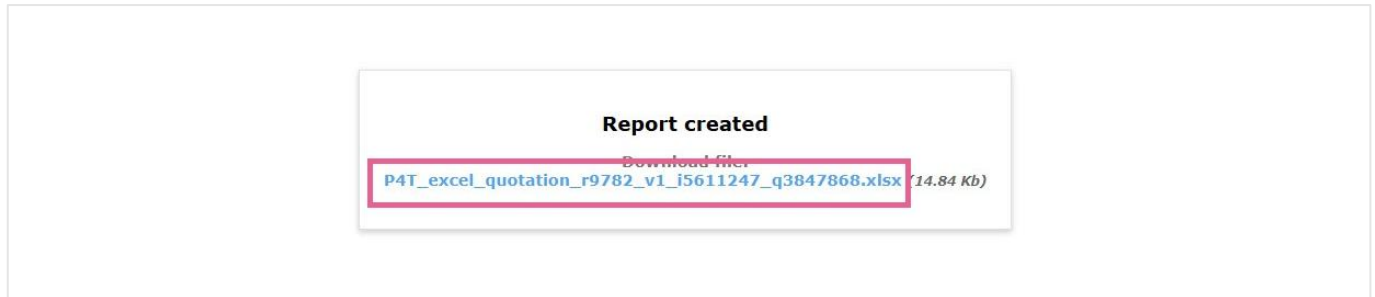 Report created
Download file:
P4T_excel_quotation_r9782_v1_i5611247_q3847868.xlsx (14.84 Kb)